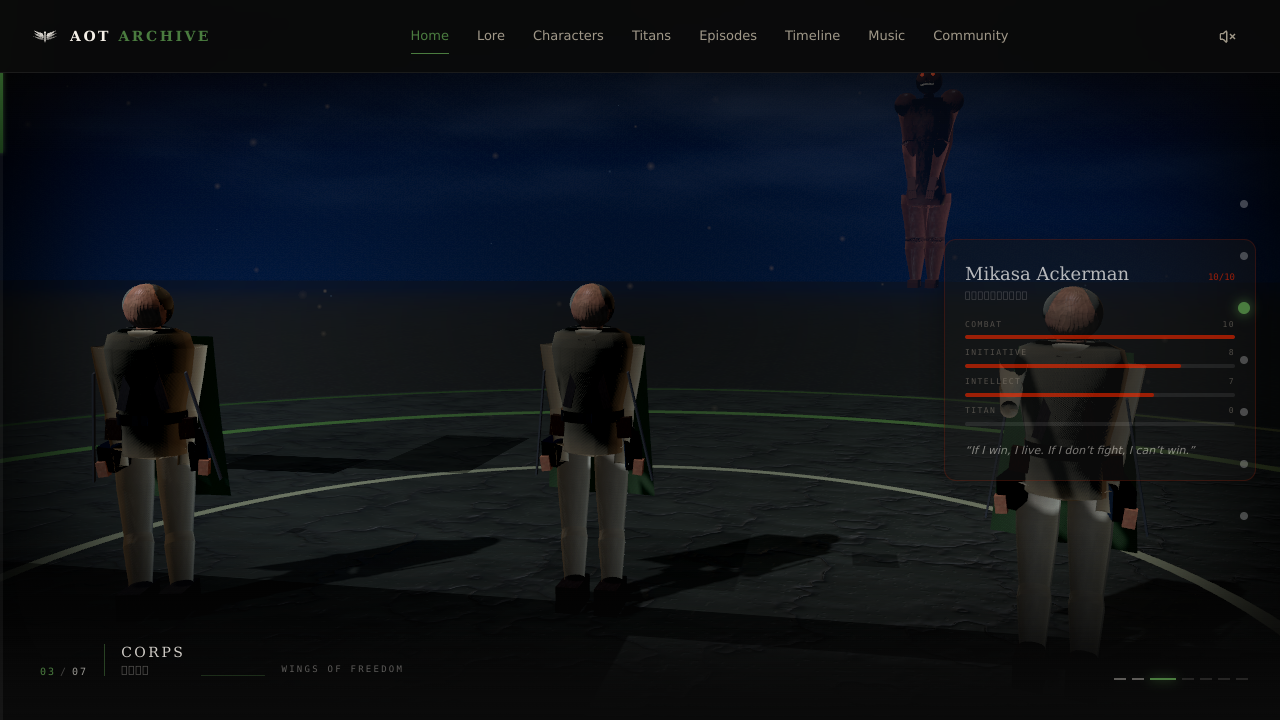 AOT ARCHIVE
Home
Lore
Characters
Titans
Episodes
Timeline
Music
Community
Mikasa Ackerman
10/10
COMBAT 10
INITIATIVE 8
INTELLECT 7
TITAN 0
“If I win, I live. If I don’t fight, I can’t win.”
03 / 07
CORPS
WINGS OF FREEDOM